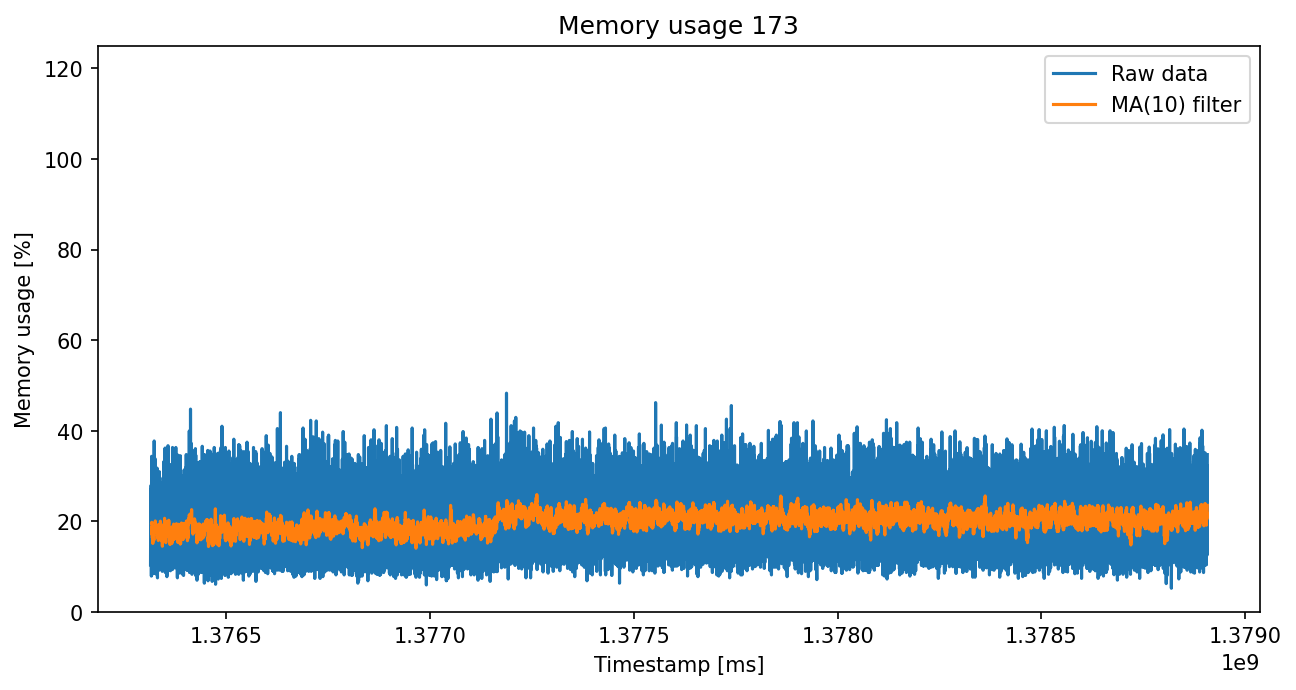 Memory usage 173
Raw data
MA(10) filter
Memory usage [%]
120
100
80
60
40
20
0
1.3765 1.3770 1.3775 1.3780 1.3785 1.3790
1e9
Timestamp [ms]